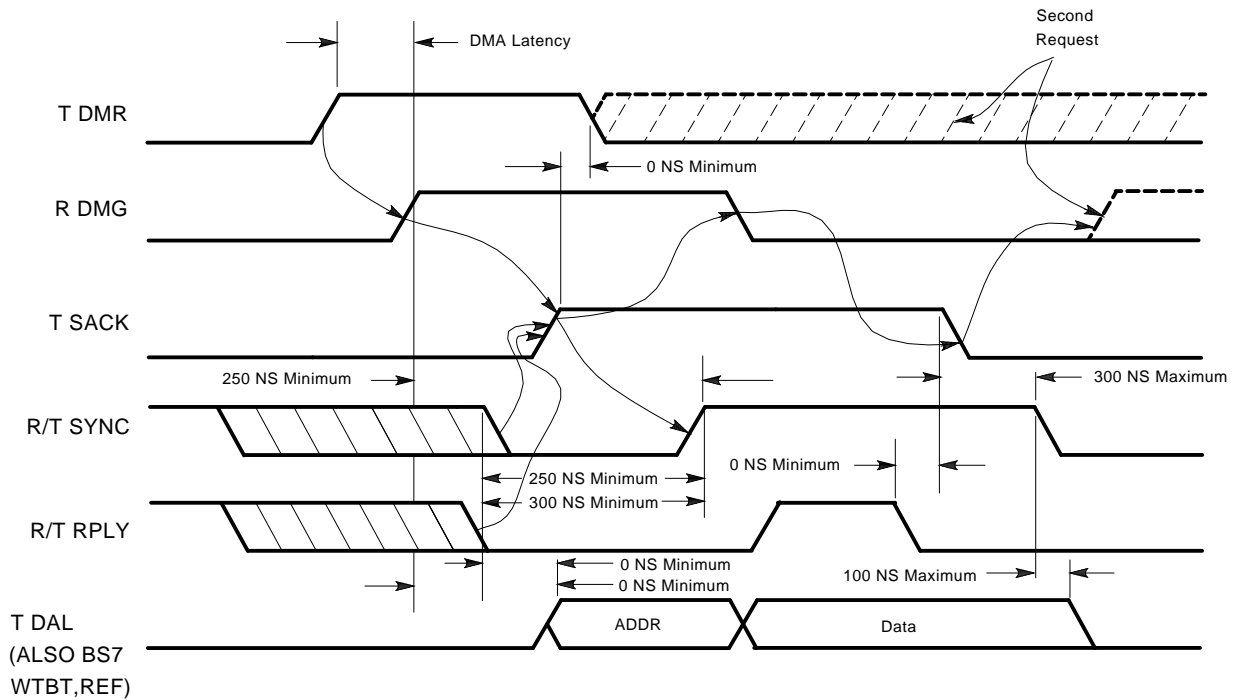 Second
Request
DMA Latency
T DMR
0 NS Minimum
R DMG
T SACK
250 NS Minimum
300 NS Maximum
R/T SYNC
0 NS Minimum
250 NS Minimum
300 NS Minimum
R/T RPLY
0 NS Minimum
100 NS Maximum
0 NS Minimum
T DAL
ADDR
Data
(ALSO BS7
WTBT,REF)